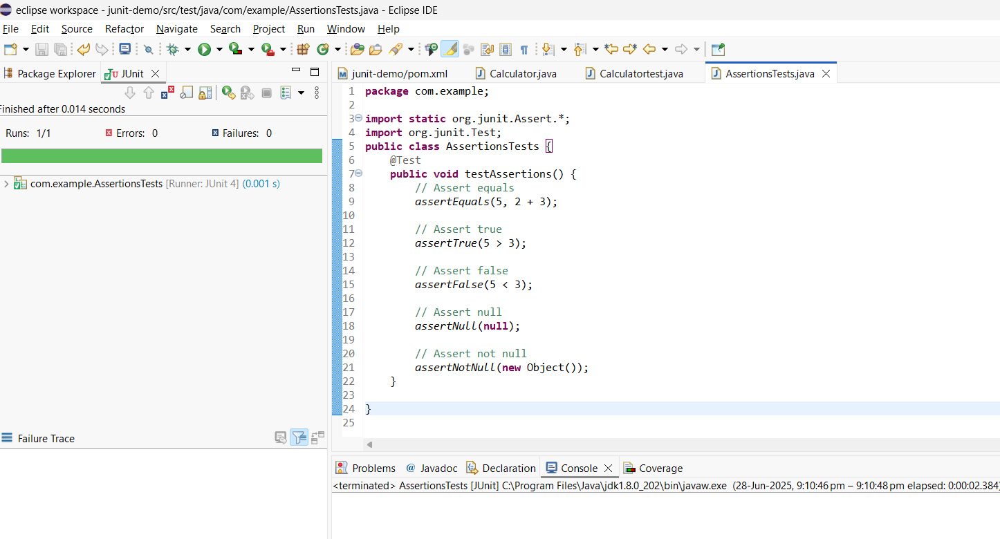 eclipse workspace - junit-demo/src/test/java/com/example/AssertionsTests.java - Eclipse IDE
File Edit Source Refactor Navigate Search Project Run Window Help
Package Explorer JUnit
Finished after 0.014 seconds
Runs: 1/1 Errors: 0 Failures: 0
com.example.AssertionsTests [Runner: JUnit 4] (0.001 s)
Failure Trace
junit-demo/pom.xml Calculator.java Calculatortest.java AssertionsTests.java
1 package com.example;
2
3 import static org.junit.Assert.*;
4 import org.junit.Test;
5 public class AssertionsTests {
6 @Test
7 public void testAssertions() {
8 // Assert equals
9 assertEquals(5, 2 + 3);
10
11 // Assert true
12 assertTrue(5 > 3);
13
14 // Assert false
15 assertFalse(5 < 3);
16
17 // Assert null
18 assertNull(null);
19
20 // Assert not null
21 assertNotNull(new Object());
22 }
23
24 }
25
Problems @ Javadoc Declaration Console Coverage
<terminated> AssertionsTests [JUnit] C:\Program Files\Java\jdk1.8.0_202\bin\javaw.exe (28-Jun-2025, 9:10:46 pm – 9:10:48 pm elapsed: 0:00:02.384)